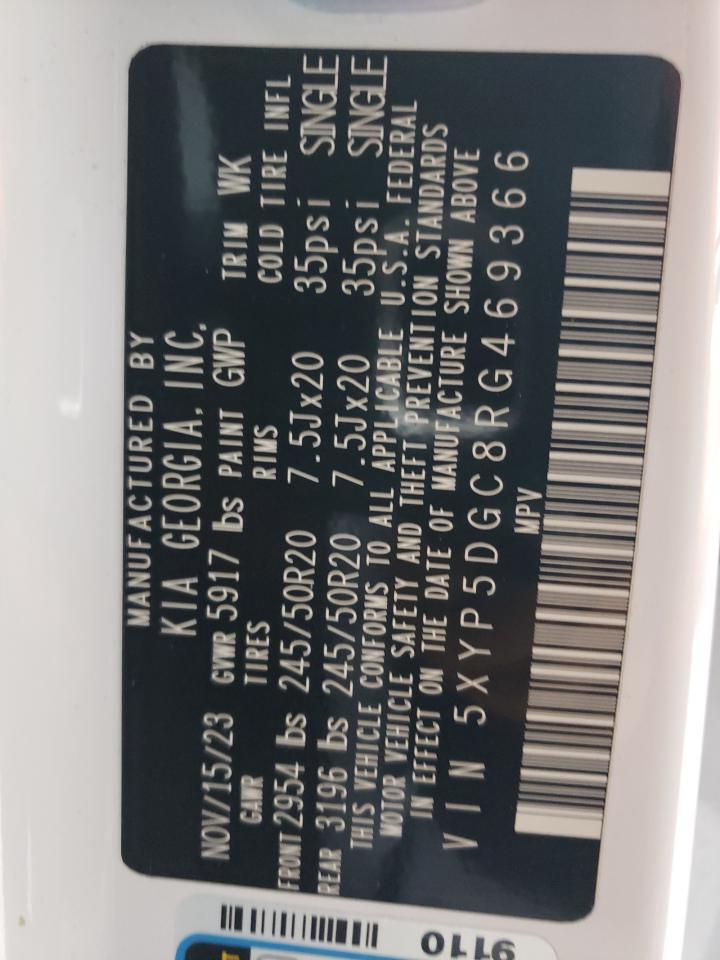 MANUFACTURED BY
KIA GEORGIA, INC.
NOV/15/23 GVWR 5917 lbs PAINT GWP TRIM WK
GAWR TIRES RIMS COLD TIRE INFL
FRONT 2954 lbs 245/50R20 7.5Jx20 35psi SINGLE
REAR 3196 lbs 245/50R20 7.5Jx20 35psi SINGLE
THIS VEHICLE CONFORMS TO ALL APPLICABLE U.S.A. FEDERAL
MOTOR VEHICLE SAFETY AND THEFT PREVENTION STANDARDS
IN EFFECT ON THE DATE OF MANUFACTURE SHOWN ABOVE
VIN 5XYP5DGC8RG469366
MPV
9110